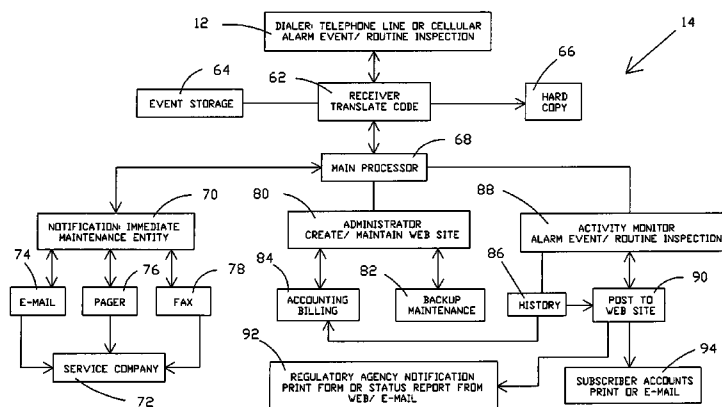 12
DIALER: TELEPHONE LINE OR CELLULAR
ALARM EVENT/ ROUTINE INSPECTION
14
64
EVENT STORAGE
62
RECEIVER
TRANSLATE CODE
66
HARD
COPY
68
MAIN PROCESSOR
70
NOTIFICATION: IMMEDIATE
MAINTENANCE ENTITY
80
ADMINISTRATOR
CREATE/ MAINTAIN WEB SITE
88
ACTIVITY MONITOR
ALARM EVENT/ ROUTINE INSPECTION
74
E-MAIL
76
PAGER
78
FAX
84
ACCOUNTING
BILLING
82
BACKUP
MAINTENANCE
86
HISTORY
90
POST TO
WEB SITE
SERVICE COMPANY
72
92
REGULATORY AGENCY NOTIFICATION
PRINT FORM OR STATUS REPORT FROM
WEB/ E-MAIL
94
SUBSCRIBER ACCOUNTS
PRINT OR E-MAIL